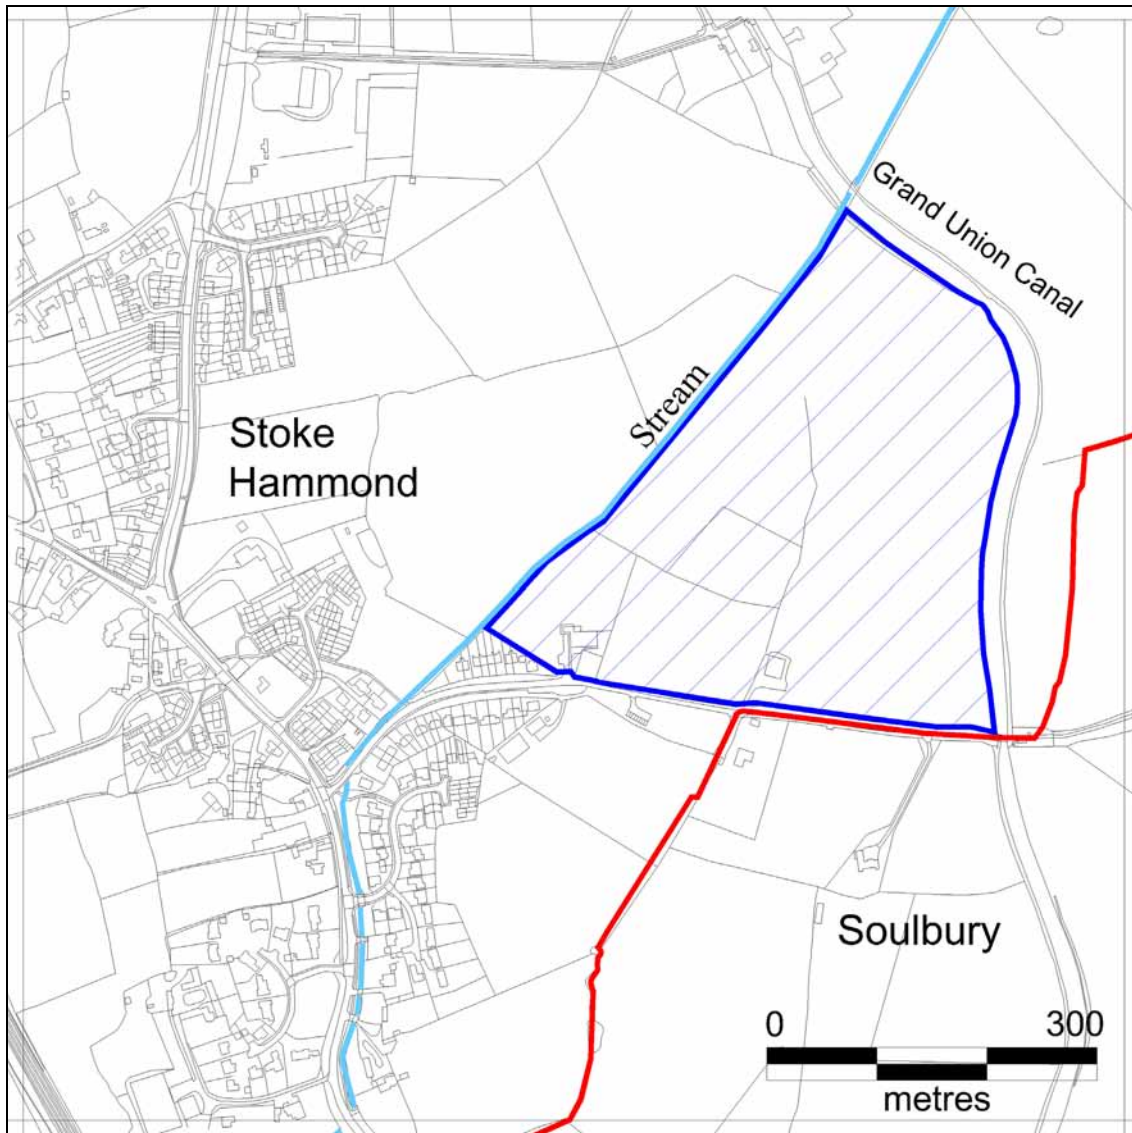 Grand Union Canal
Stream
Stoke
Hammond
Soulbury
0 300
metres